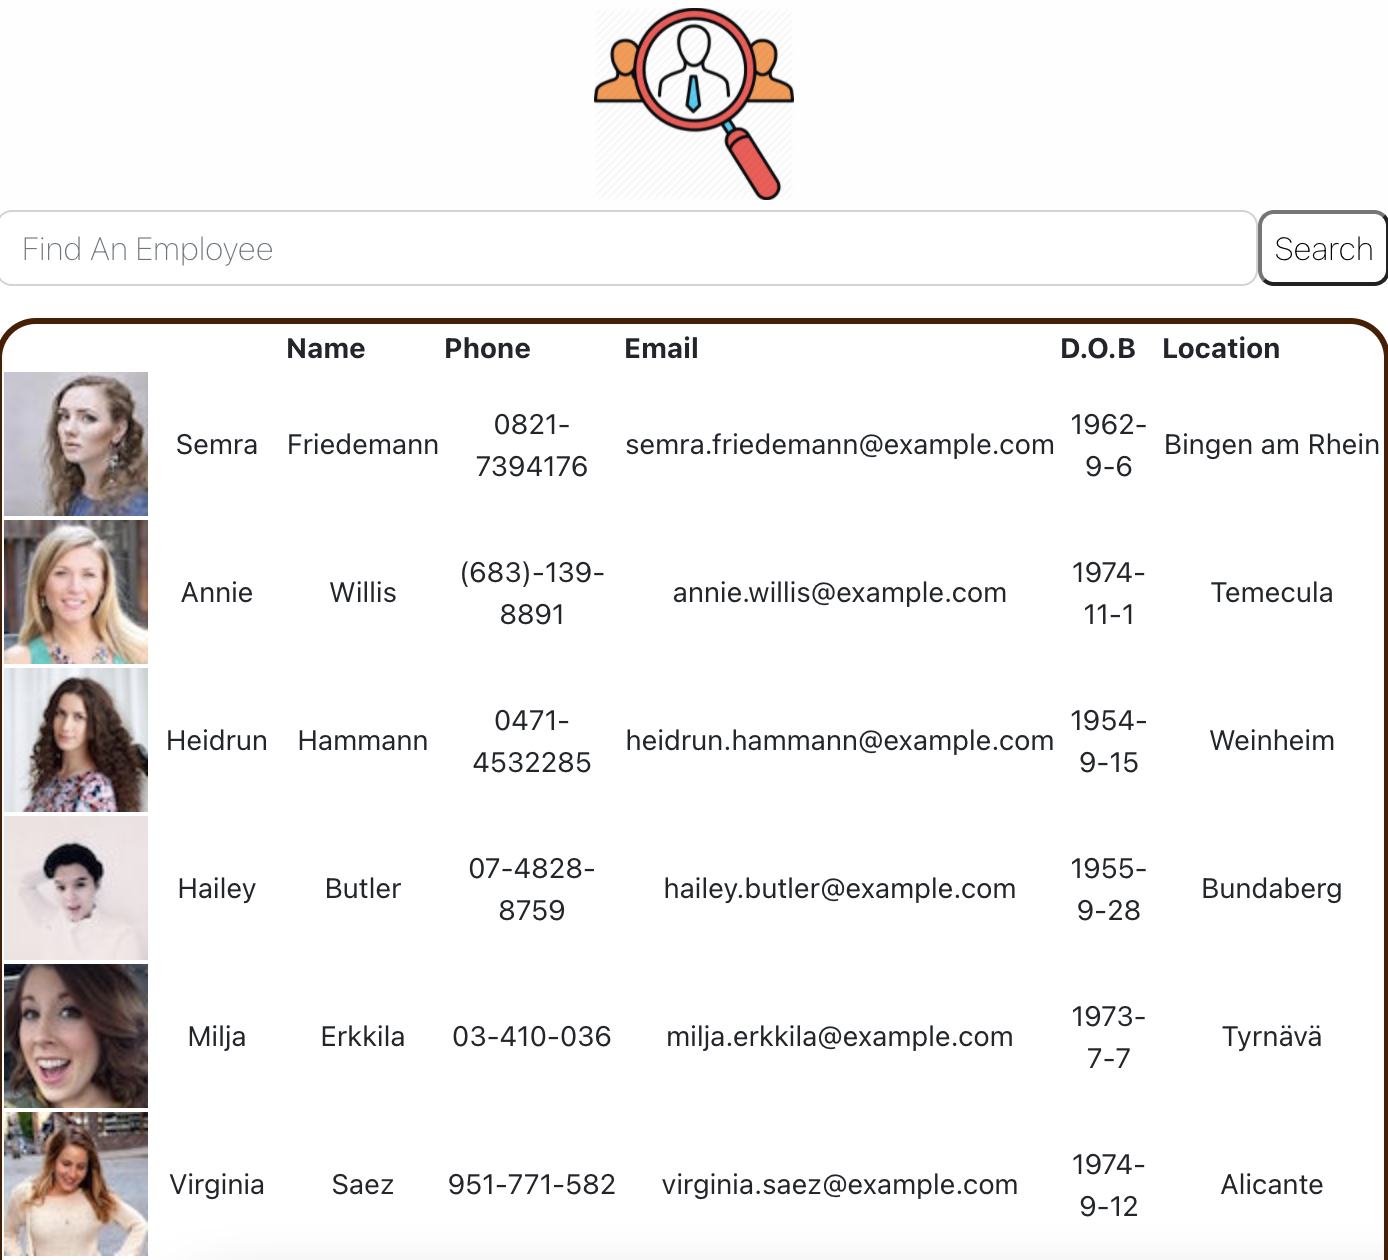 Find An Employee Search
Name Phone Email D.O.B Location
Semra Friedemann 0821-7394176 semra.friedemann@example.com 1962-9-6 Bingen am Rhein
Annie Willis (683)-139-8891 annie.willis@example.com 1974-11-1 Temecula
Heidrun Hammann 0471-4532285 heidrun.hammann@example.com 1954-9-15 Weinheim
Hailey Butler 07-4828-8759 hailey.butler@example.com 1955-9-28 Bundaberg
Milja Erkkila 03-410-036 milja.erkkila@example.com 1973-7-7 Tyrnävä
Virginia Saez 951-771-582 virginia.saez@example.com 1974-9-12 Alicante